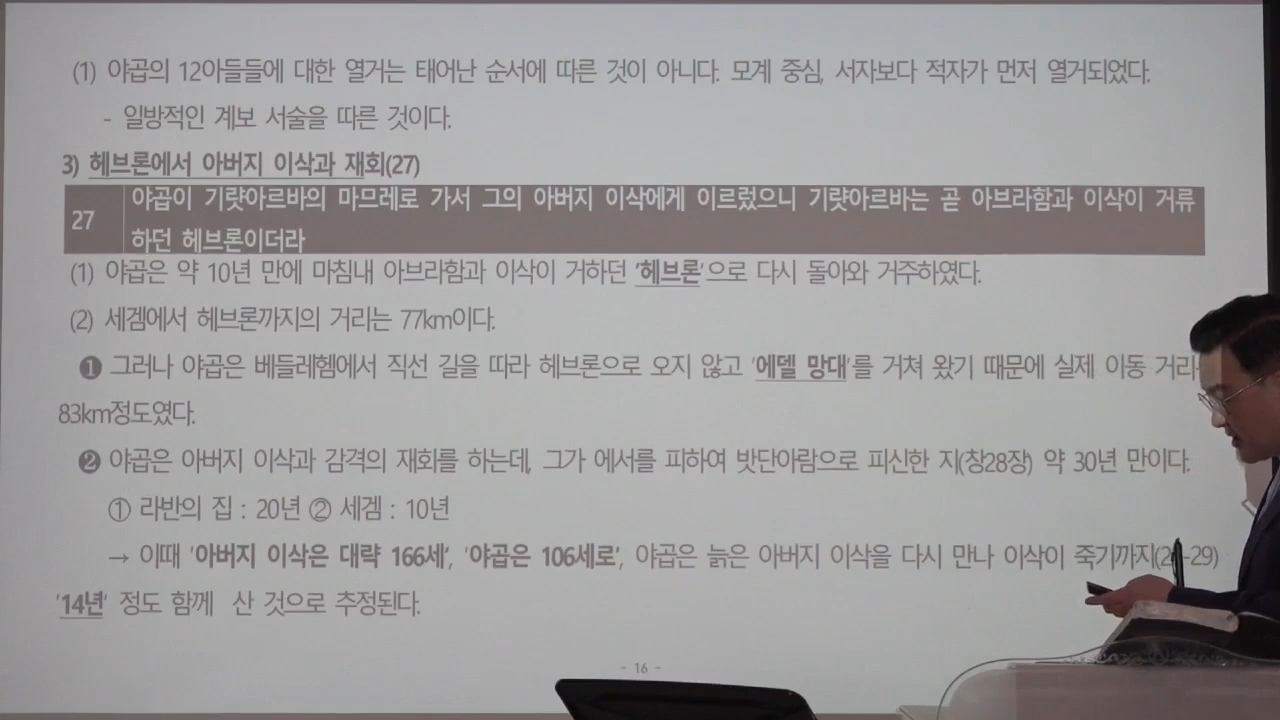 (1) 야곱의 12아들들에 대한 열거는 태어난 순서에 따른 것이 아니다. 모계 중심, 서자보다 적자가 먼저 열거되었다.
- 일방적인 계보 서술을 따른 것이다.
3) 헤브론에서 아버지 이삭과 재회(27)
27 야곱이 기럇아르바의 마므레로 가서 그의 아버지 이삭에게 이르렀으니 기럇아르바는 곧 아브라함과 이삭이 거류
하던 헤브론이더라
(1) 야곱은 약 10년 만에 마침내 아브라함과 이삭이 거하던 '헤브론'으로 다시 돌아와 거주하였다.
(2) 세겜에서 헤브론까지의 거리는 77km이다.
❶ 그러나 야곱은 베들레헴에서 직선 길을 따라 헤브론으로 오지 않고 '에델 망대'를 거쳐 왔기 때문에 실제 이동 거리
83km정도였다.
❷ 야곱은 아버지 이삭과 감격의 재회를 하는데, 그가 에서를 피하여 밧단아람으로 피신한 지(창28장) 약 30년 만이다.
① 라반의 집 : 20년 ② 세겜 : 10년
→ 이때 '아버지 이삭은 대략 166세', '야곱은 106세로', 야곱은 늙은 아버지 이삭을 다시 만나 이삭이 죽기까지
'14년' 정도 함께 산 것으로 추정된다.
- 16 -